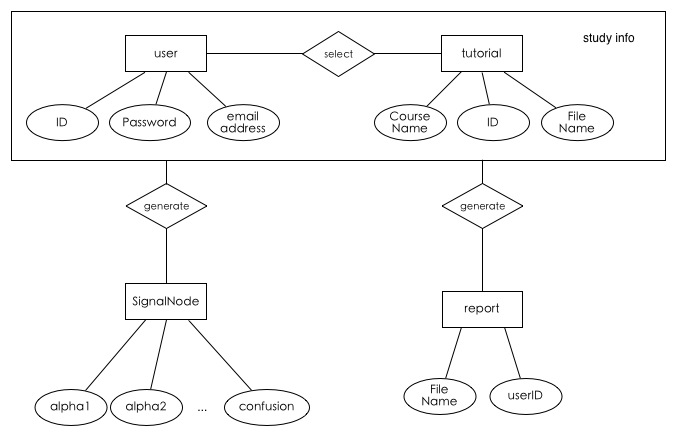 study info
user
select
tutorial
ID
Password
email
address
Course
Name
ID
File
Name
generate
generate
SignalNode
report
alpha1
alpha2
...
confusion
File
Name
userID